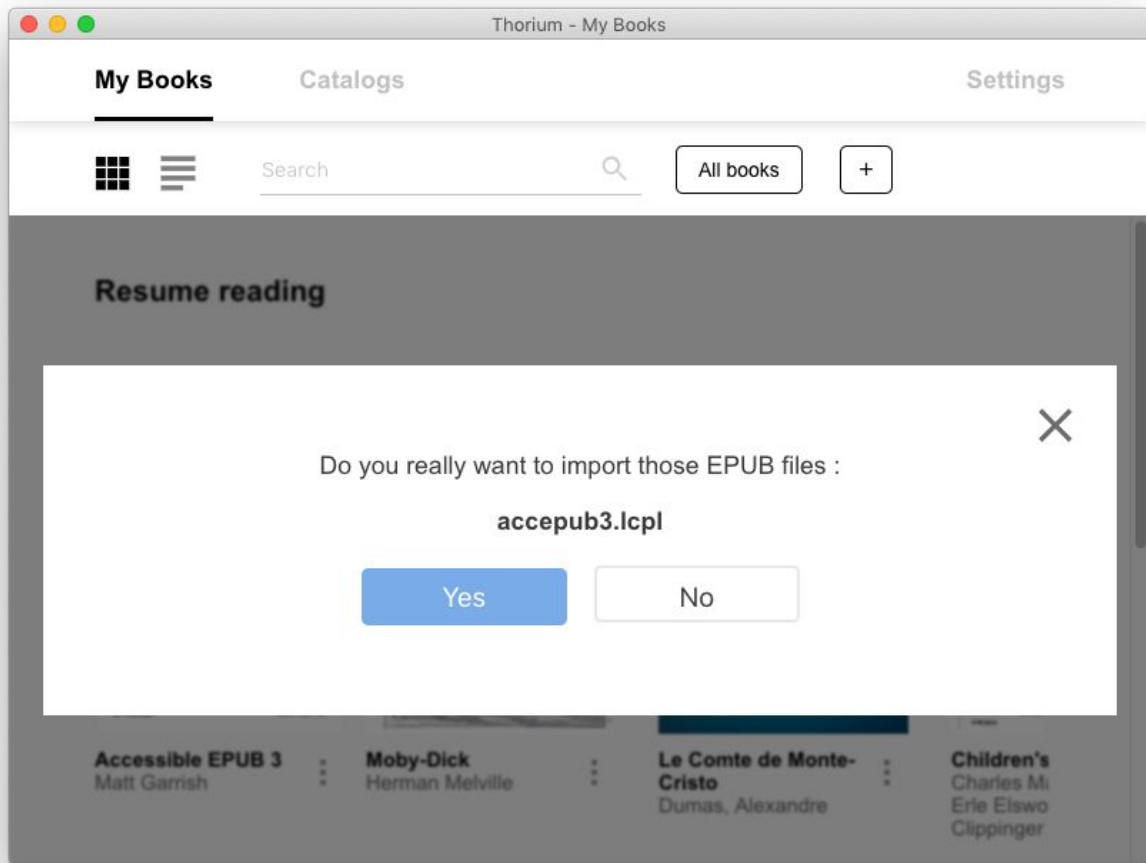 Thorium - My Books
My Books
Catalogs
Settings
Search
All books
+
Resume reading
Do you really want to import those EPUB files :
accepub3.lcpl
Yes
No
Accessible EPUB 3
Matt Garrish
Moby-Dick
Herman Melville
Le Comte de Monte-
Cristo
Dumas, Alexandre
Children's
Charles Ma
Erle Elswo
Clippinger